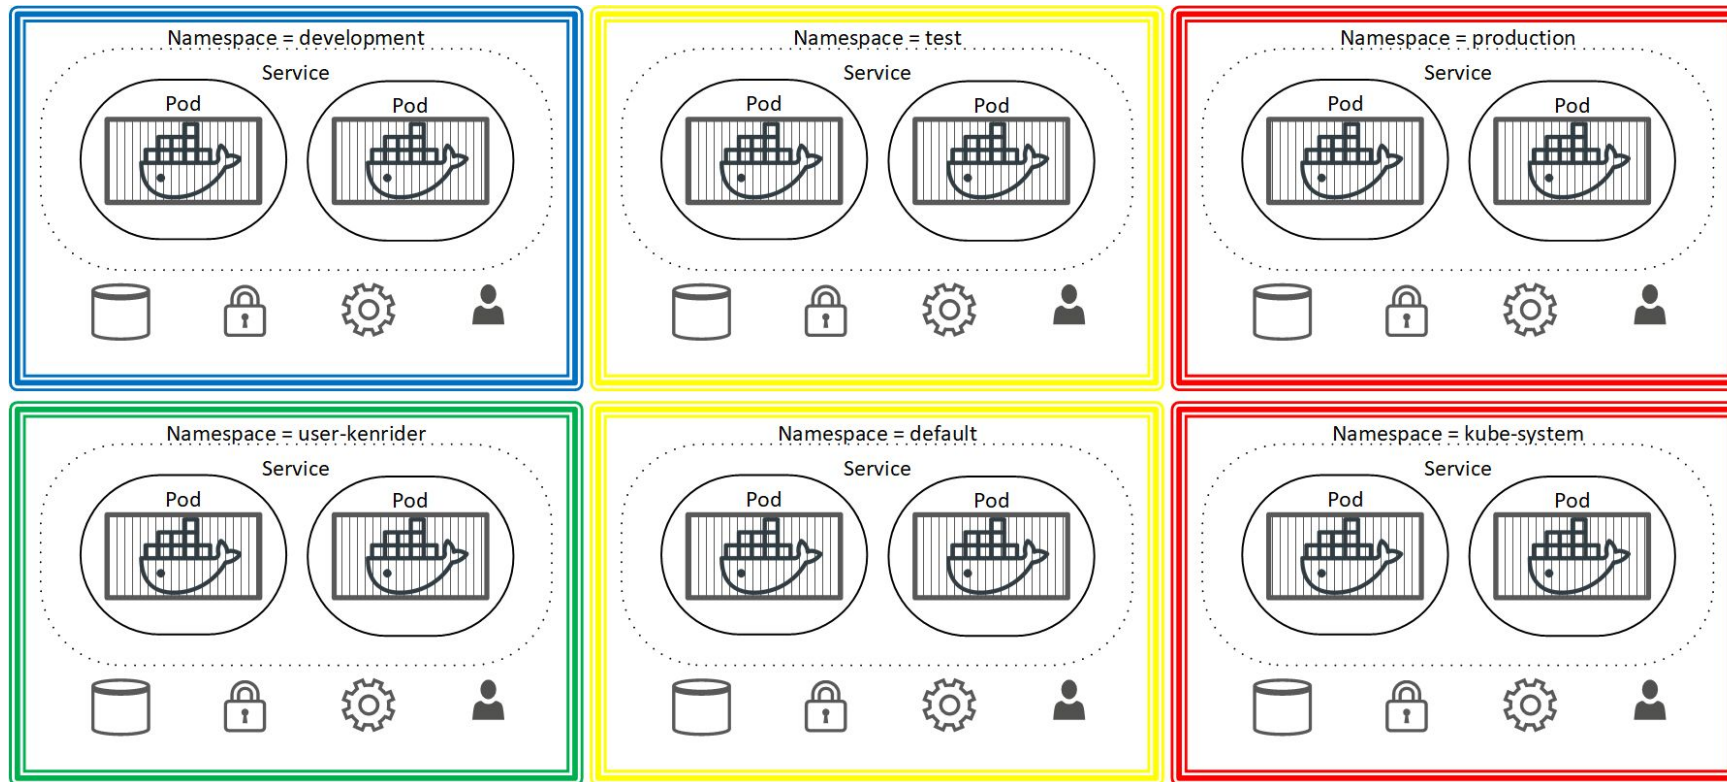 Namespace = development
Service
Pod
Pod
Namespace = test
Service
Pod
Pod
Namespace = production
Service
Pod
Pod
Namespace = user-kenrider
Service
Pod
Pod
Namespace = default
Service
Pod
Pod
Namespace = kube-system
Service
Pod
Pod